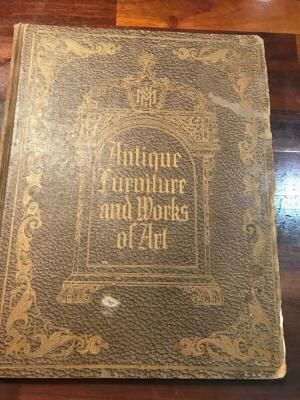 Antique
Furniture
and Works
of Art